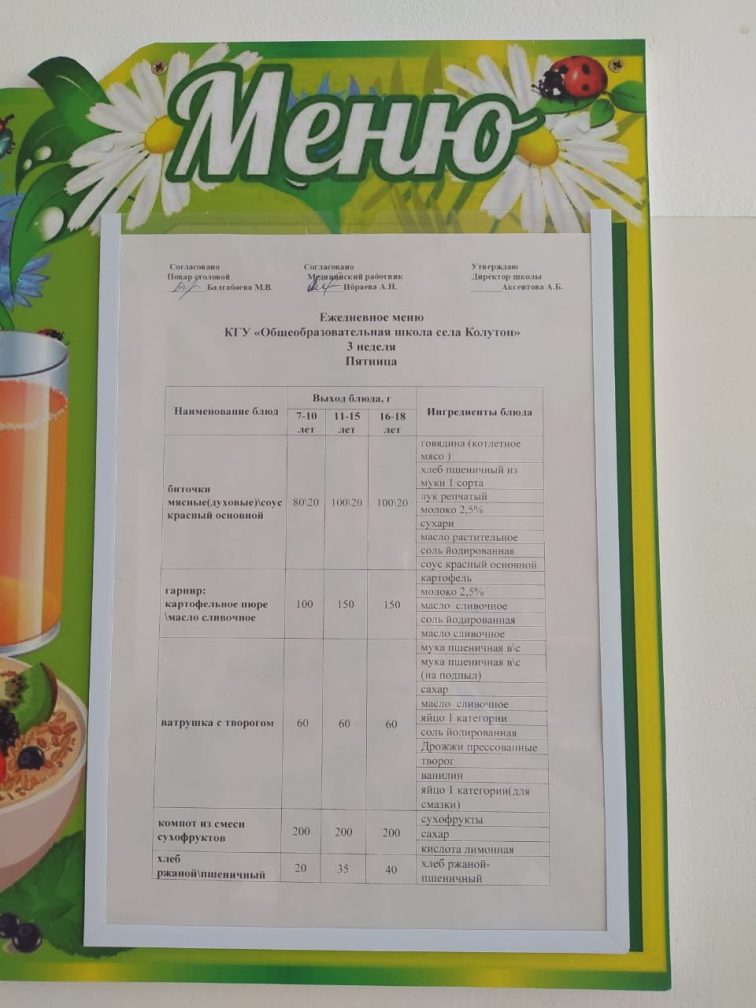 Меню
Согласовано Согласовано Утверждаю
Повар столовой Медицинский работник Директор школы
Балгабаева М.В. Ибраева А.Н. Аксентова А.Б.
Ежедневное меню
КГУ «Общеобразовательная школа села Колутон»
3 неделя
Пятница
Наименование блюд Выход блюда, г Ингредиенты блюда
7-10 лет 11-15 лет 16-18 лет
биточки
мясные(духовые)\соус
красный основной
80\20 100\20 100\20
говядина (котлетное
мясо )
хлеб пшеничный из
муки 1 сорта
лук репчатый
молоко 2,5%
сухари
масло растительное
соль йодированная
соус красный основной
гарнир:
картофельное пюре
\масло сливочное
100 150 150
картофель
молоко 2,5%
масло сливочное
соль йодированная
масло сливочное
ватрушка с творогом 60 60 60
мука пшеничная в\с
мука пшеничная в\с
(на подпыл)
сахар
масло сливочное
яйцо 1 категории
соль йодированная
Дрожжи прессованные
творог
ванилин
яйцо 1 категории(для
смазки)
компот из смеси
сухофруктов
200 200 200
сухофрукты
сахар
кислота лимонная
хлеб
ржаной\пшеничный
20 35 40
хлеб ржаной-
пшеничный